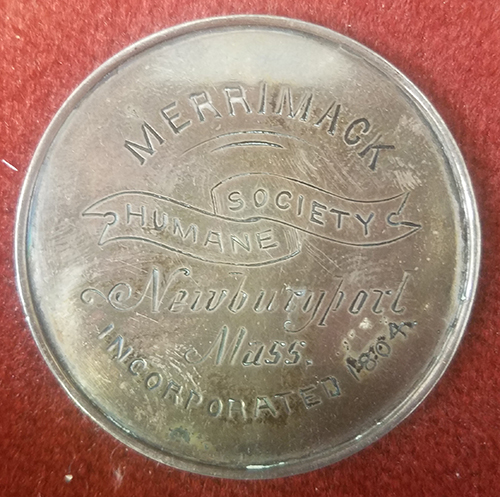 MERRIMACK
HUMANE SOCIETY
Newburyport
Mass.
INCORPORATED 1804.